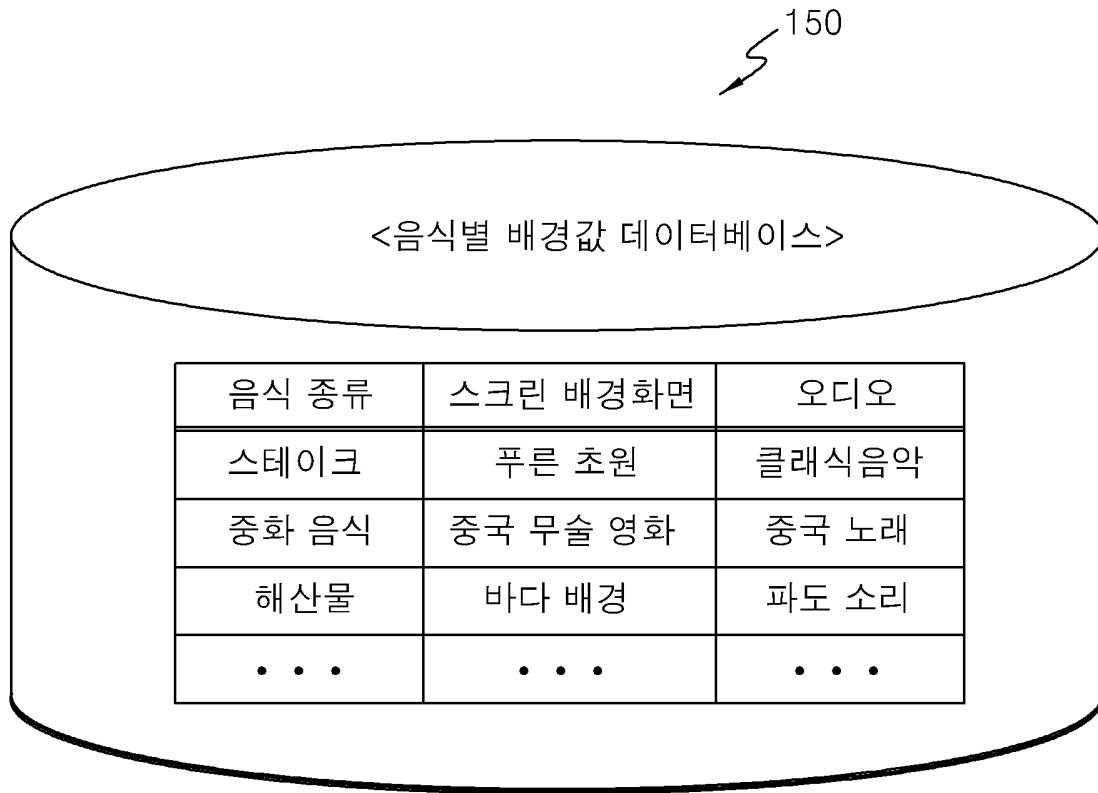 150
<음식별 배경값 데이터베이스>
음식 종류 스크린 배경화면 오디오
스테이크 푸른 초원 클래식음악
중화 음식 중국 무술 영화 중국 노래
해산물 바다 배경 파도 소리
• • • • • • • • •